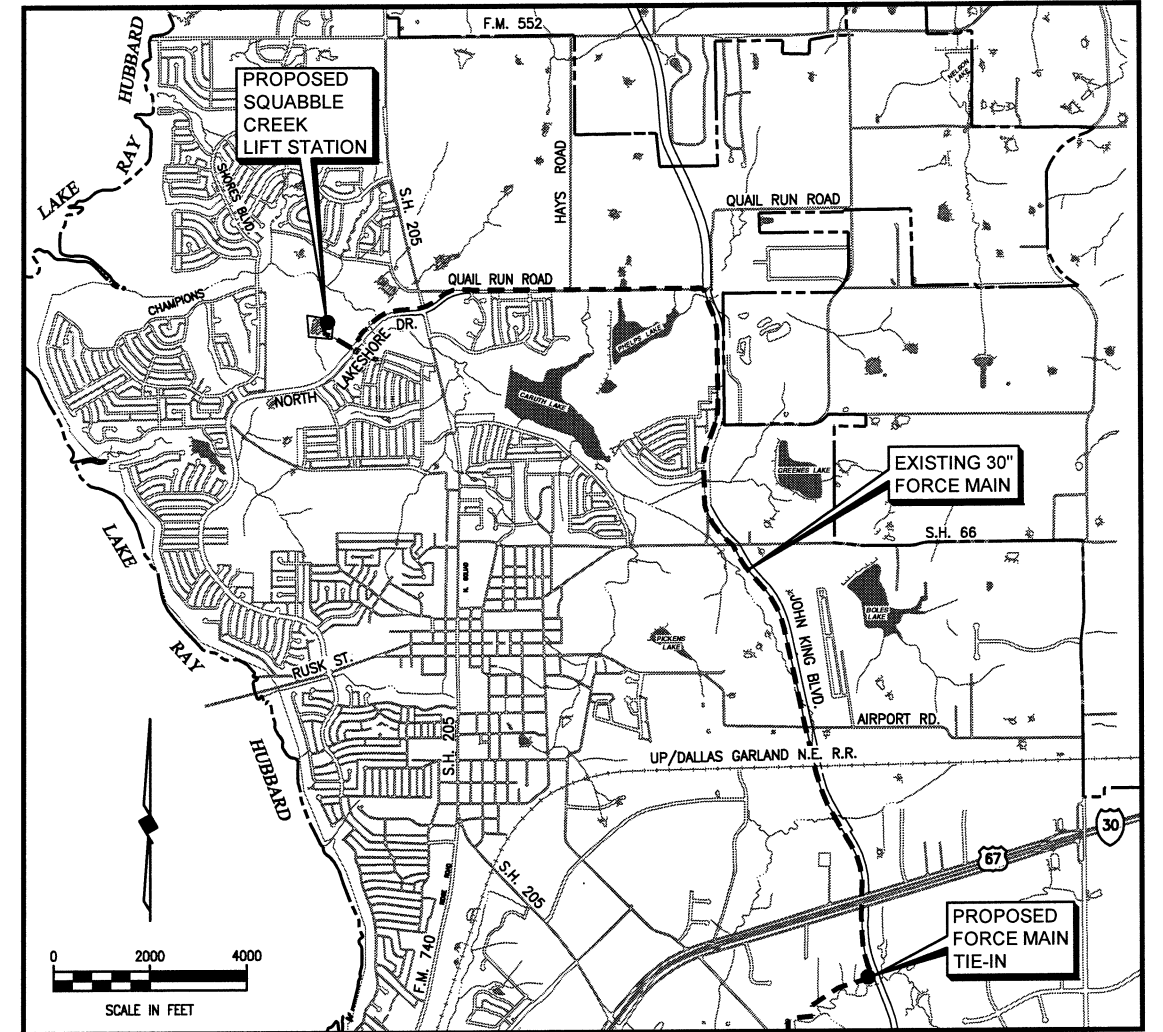 F.M. 552
HUBBARD
RAY
LAKE
PROPOSED
SQUABBLE
CREEK
LIFT STATION
NELSON
LAKE
SHORES BLVD.
S.H. 205
HAYS ROAD
QUAIL RUN ROAD
QUAIL RUN ROAD
CHAMPIONS
NORTH LAKESHORE DR.
PHELPS LAKE
CARUTH LAKE
GREENES LAKE
EXISTING 30"
FORCE MAIN
S.H. 66
LAKE
RAY
HUBBARD
BOLES
LAKE
PICKENS
LAKE
JOHN KING BLVD.
RUSK ST.
AIRPORT RD.
S.H. 205
UP/DALLAS GARLAND N.E. R.R.
30
67
S.H. 205
F.M. 740
PROPOSED
FORCE MAIN
TIE-IN
0 2000 4000
SCALE IN FEET